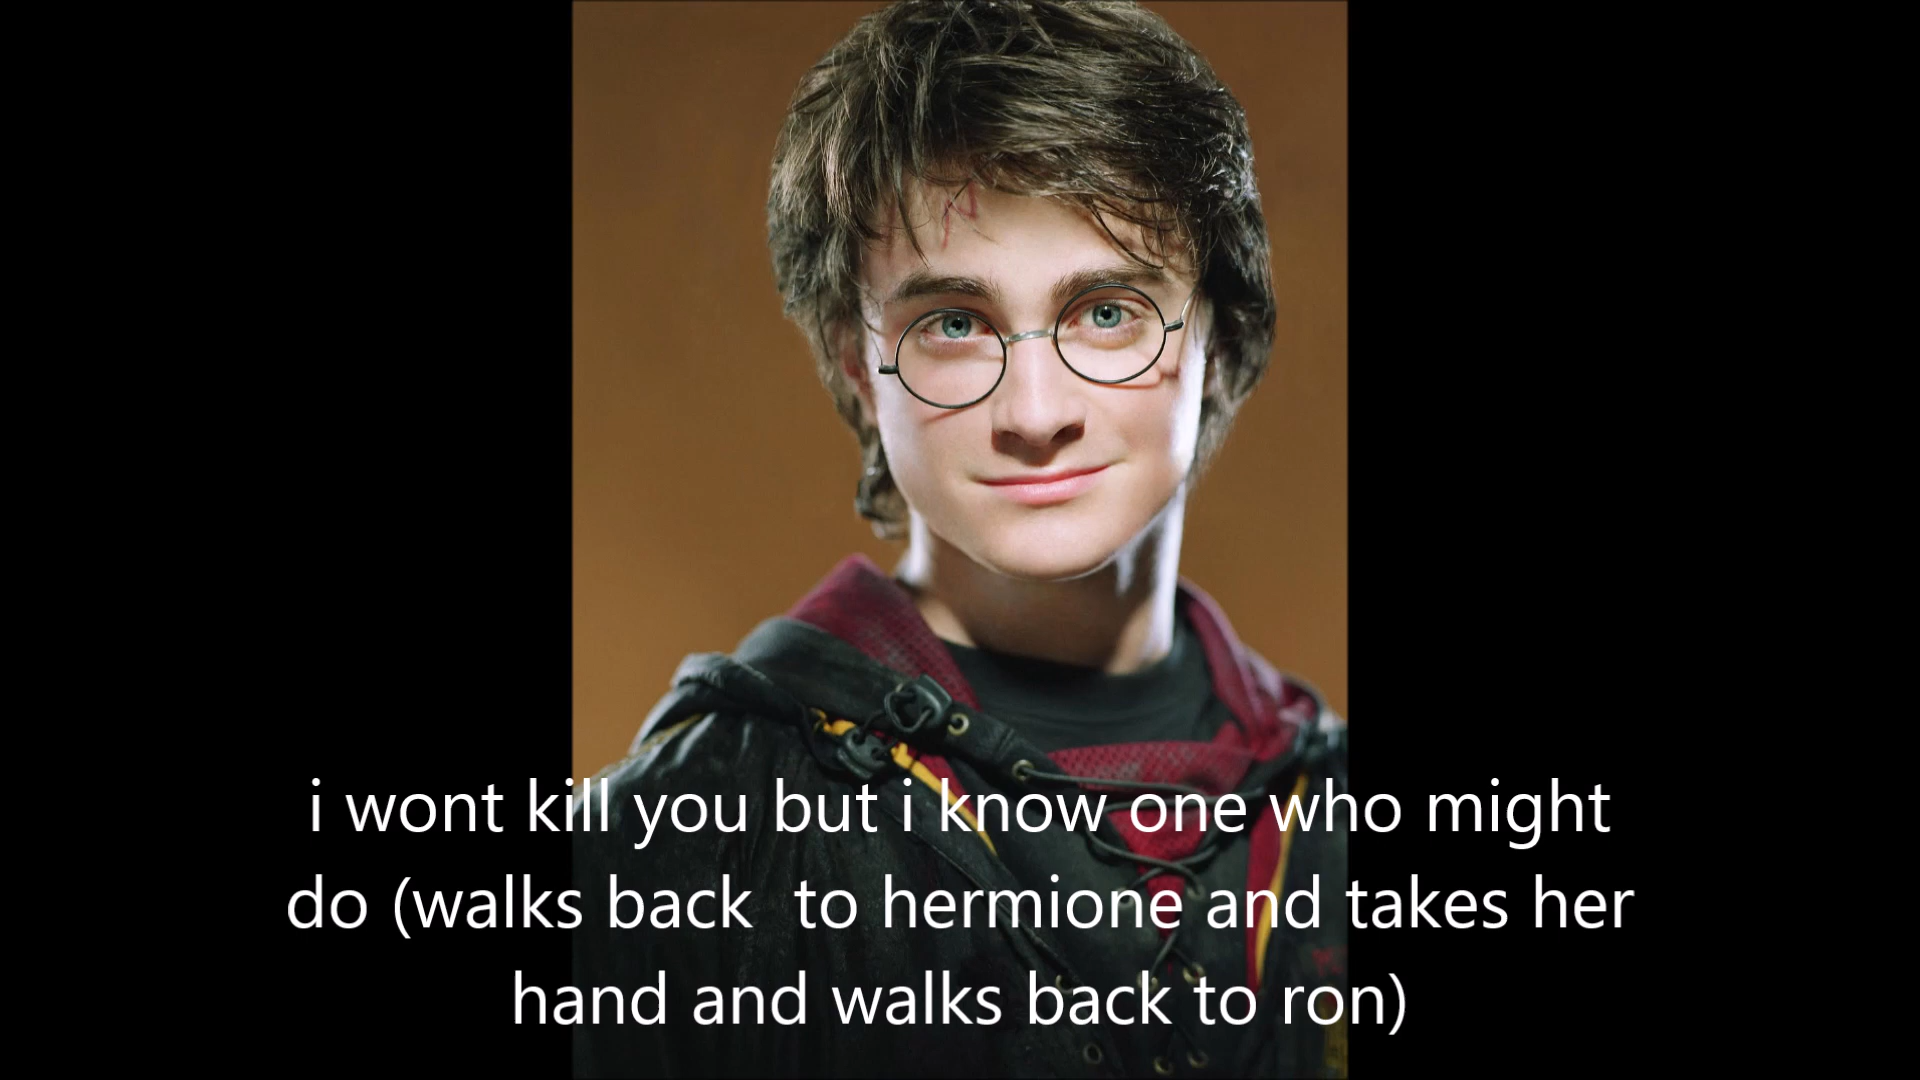 i wont kill you but i know one who might
do (walks back  to hermione and takes her
hand and walks back to ron)